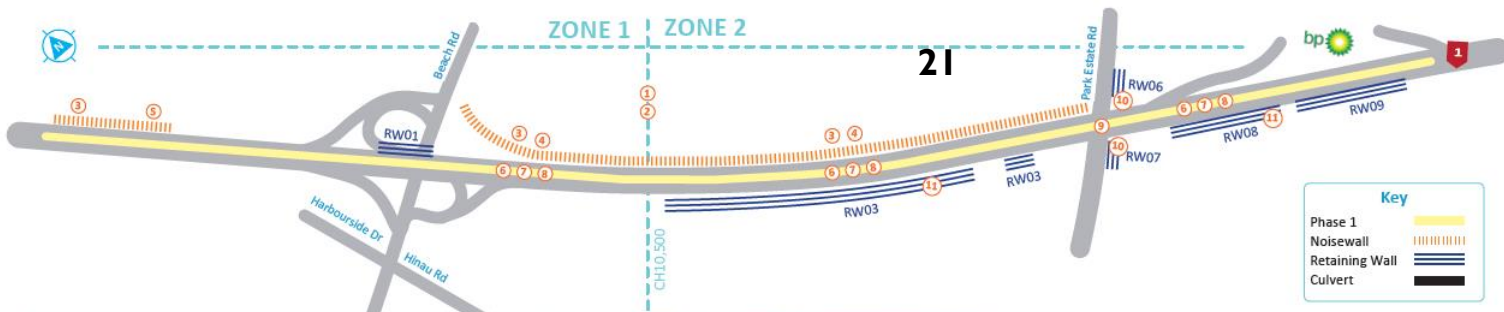 ZONE 1
ZONE 2
21
bp
1
N
Beach Rd
Park Estate Rd
1
2
3
5
3
4
3
4
RW01
6
7
8
6
7
8
9
10
RW06
10
RW07
6
7
8
11
RW08
RW09
RW03
11
RW03
Harbourside Dr
Hinau Rd
CH10,500
Key
Phase 1
Noisewall
Retaining Wall
Culvert